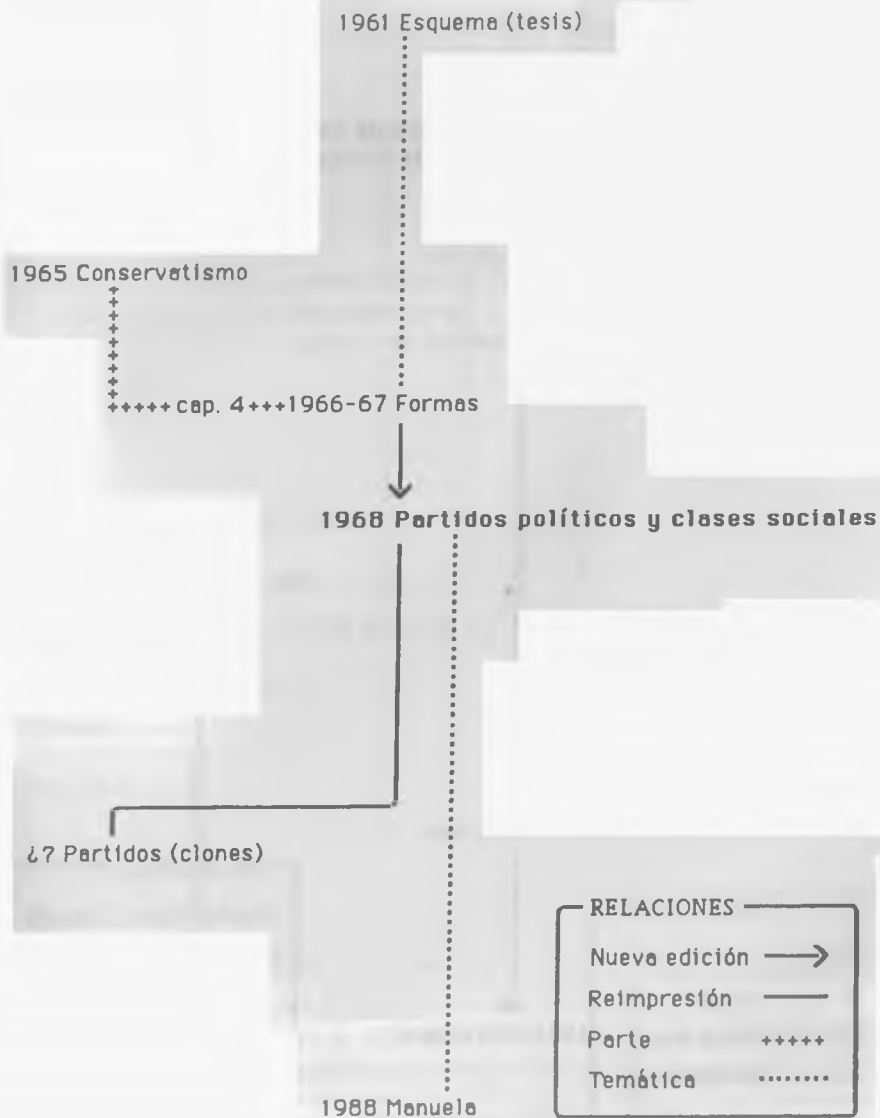 1961 Esquema (tesis)
1965 Conservatismo
+++++ cap. 4 +++1966-67 Formas
1968 Partidos políticos y clases sociales
¿? Partidos (clones)
RELACIONES
Nueva edición
Reimpresión
Parte +++++
Temática ........
1988 Manuela